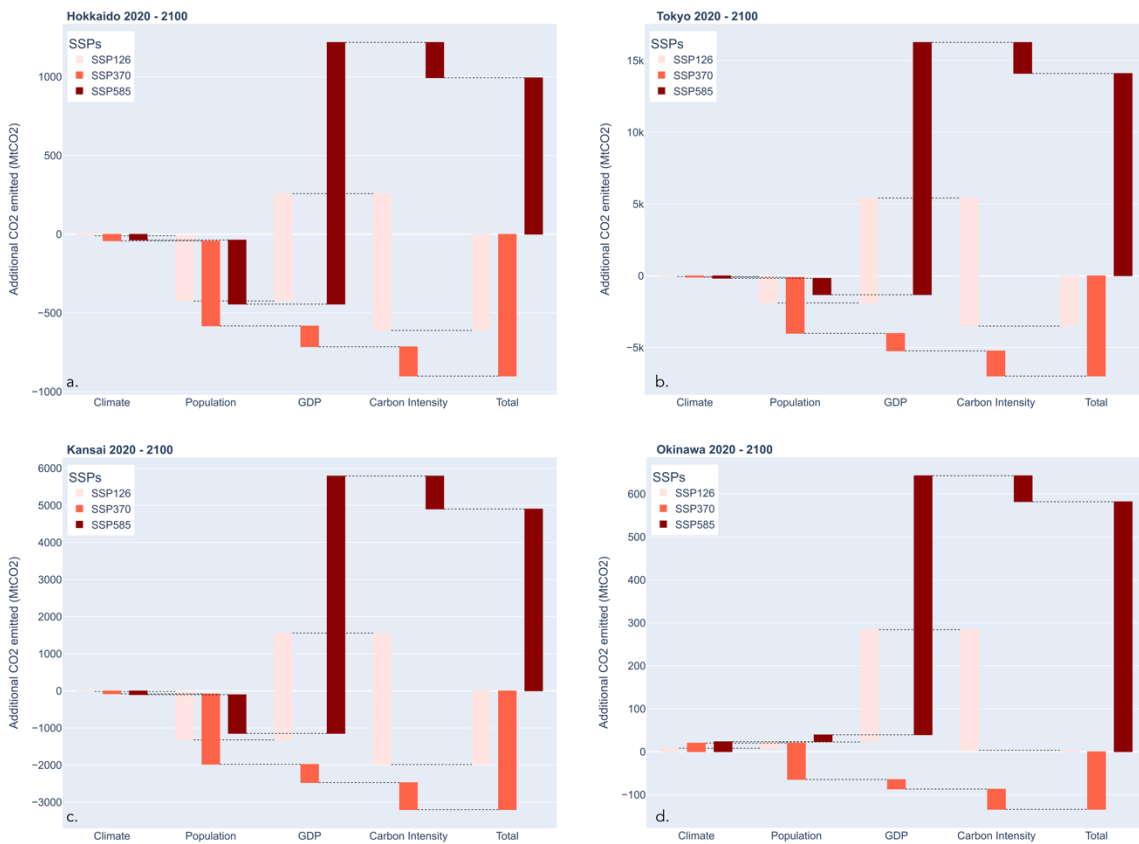 Hokkaido 2020 - 2100
SSPs
SSP126
SSP370
SSP585
Additional CO2 emitted (MtCO2)
1000
500
0
−500
−1000
a.
Climate
Population
GDP
Carbon Intensity
Total
Tokyo 2020 - 2100
SSPs
SSP126
SSP370
SSP585
Additional CO2 emitted (MtCO2)
15k
10k
5k
0
−5k
b.
Climate
Population
GDP
Carbon Intensity
Total
Kansai 2020 - 2100
SSPs
SSP126
SSP370
SSP585
Additional CO2 emitted (MtCO2)
6000
5000
4000
3000
2000
1000
0
−1000
−2000
−3000
c.
Climate
Population
GDP
Carbon Intensity
Total
Okinawa 2020 - 2100
SSPs
SSP126
SSP370
SSP585
Additional CO2 emitted (MtCO2)
600
500
400
300
200
100
0
−100
d.
Climate
Population
GDP
Carbon Intensity
Total